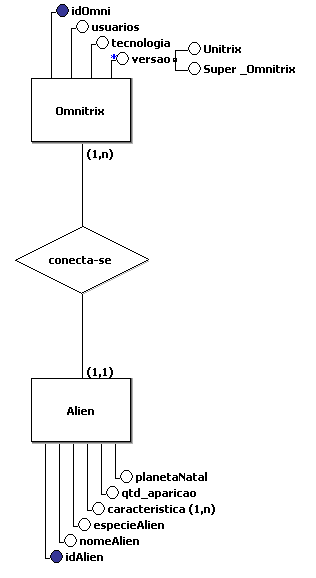 idOmni
usuarios
tecnologia
versao
Unitrix
Super _Omnitrix
Omnitrix
(1,n)
conecta-se
(1,1)
Alien
planetaNatal
qtd_aparicao
caracteristica (1,n)
especieAlien
nomeAlien
idAlien